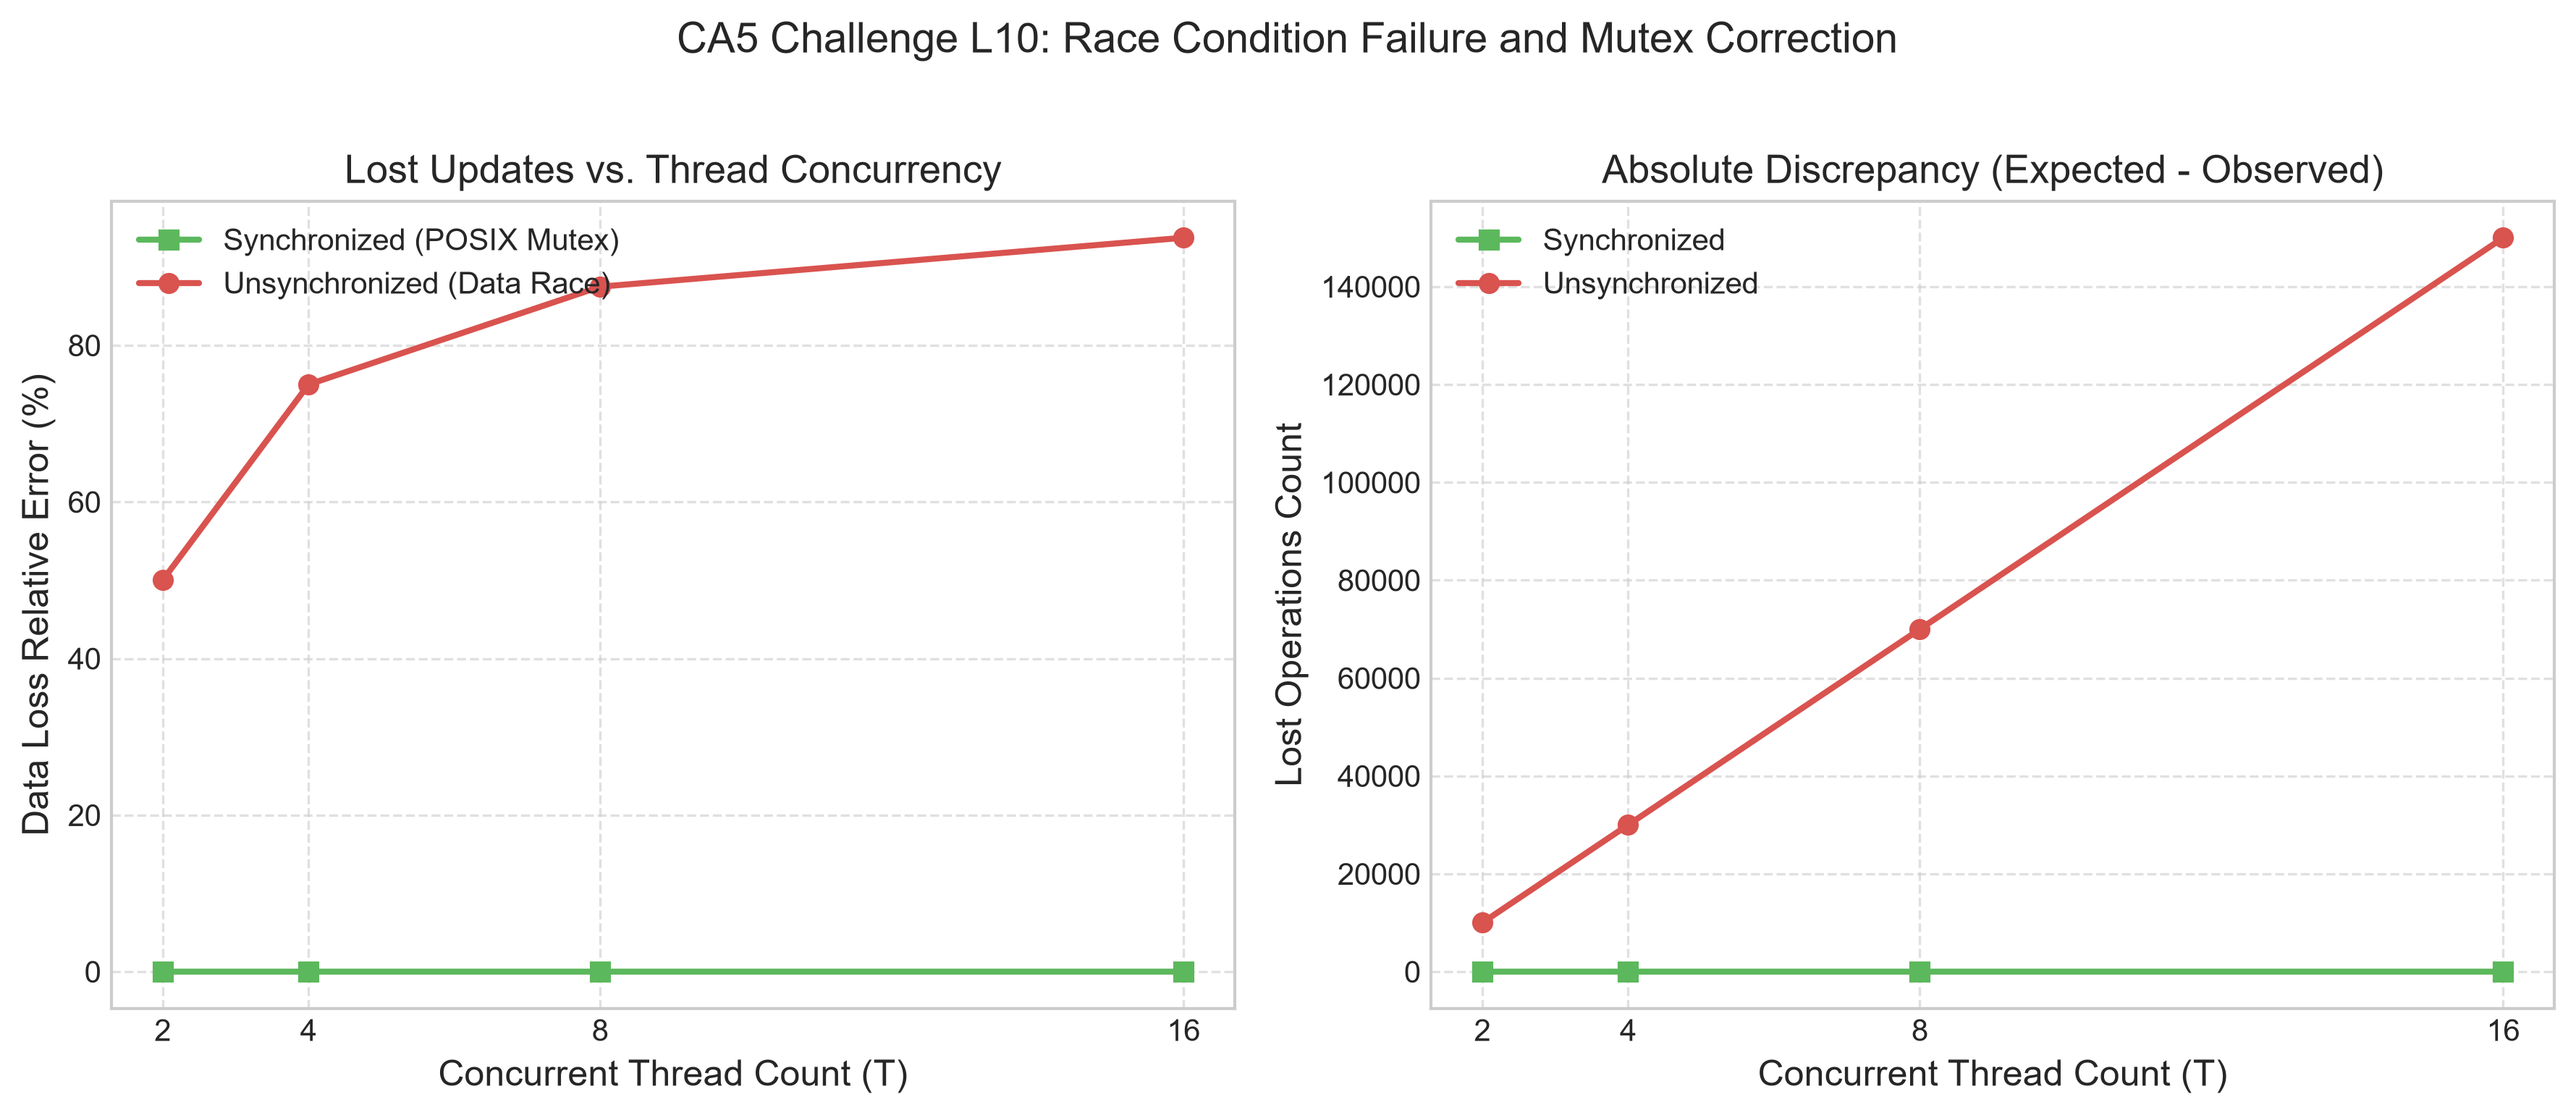 CA5 Challenge L10: Race Condition Failure and Mutex Correction
Lost Updates vs. Thread Concurrency
Synchronized (POSIX Mutex)
Unsynchronized (Data Race)
Data Loss Relative Error (%)
80
60
40
20
0
2 4 8 16
Concurrent Thread Count (T)
Absolute Discrepancy (Expected - Observed)
Synchronized
Unsynchronized
Lost Operations Count
140000
120000
100000
80000
60000
40000
20000
0
2 4 8 16
Concurrent Thread Count (T)